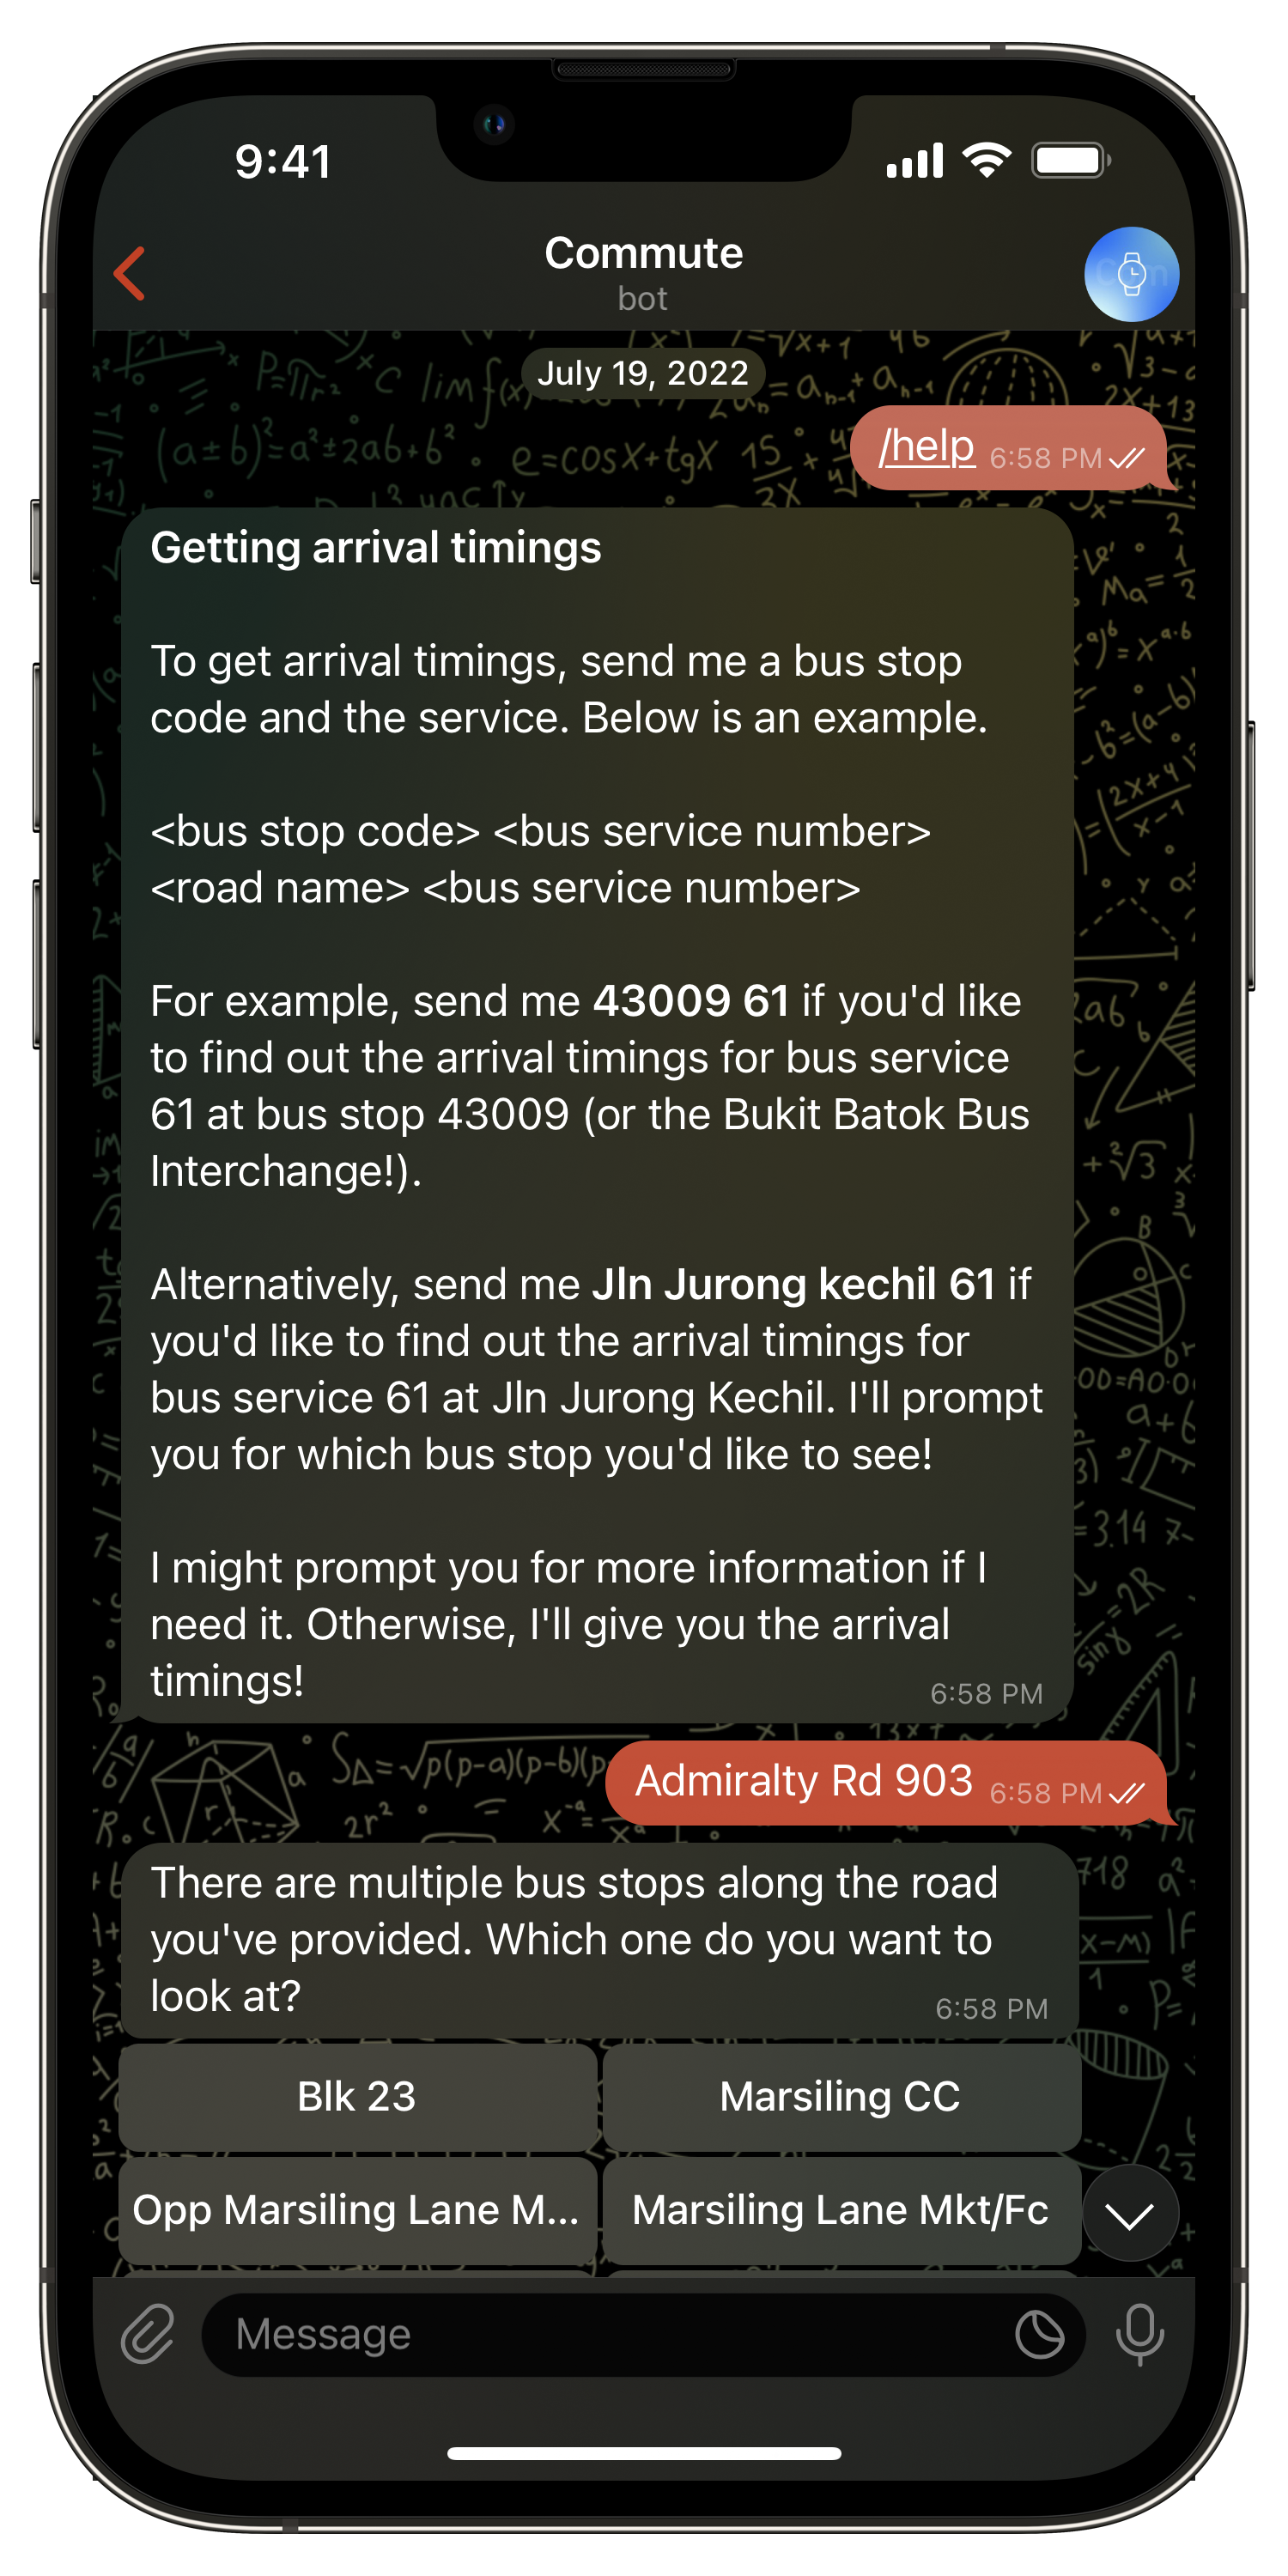 9:41
Commute
bot
July 19, 2022
/help 6:58 PM
Getting arrival timings
To get arrival timings, send me a bus stop
code and the service. Below is an example.
<bus stop code> <bus service number>
<road name> <bus service number>
For example, send me 43009 61 if you'd like
to find out the arrival timings for bus service
61 at bus stop 43009 (or the Bukit Batok Bus
Interchange!).
Alternatively, send me Jln Jurong kechil 61 if
you'd like to find out the arrival timings for
bus service 61 at Jln Jurong Kechil. I'll prompt
you for which bus stop you'd like to see!
I might prompt you for more information if I
need it. Otherwise, I'll give you the arrival
timings!
6:58 PM
Admiralty Rd 903 6:58 PM
There are multiple bus stops along the road
you've provided. Which one do you want to
look at?
6:58 PM
Blk 23
Marsiling CC
Opp Marsiling Lane M...
Marsiling Lane Mkt/Fc
Message